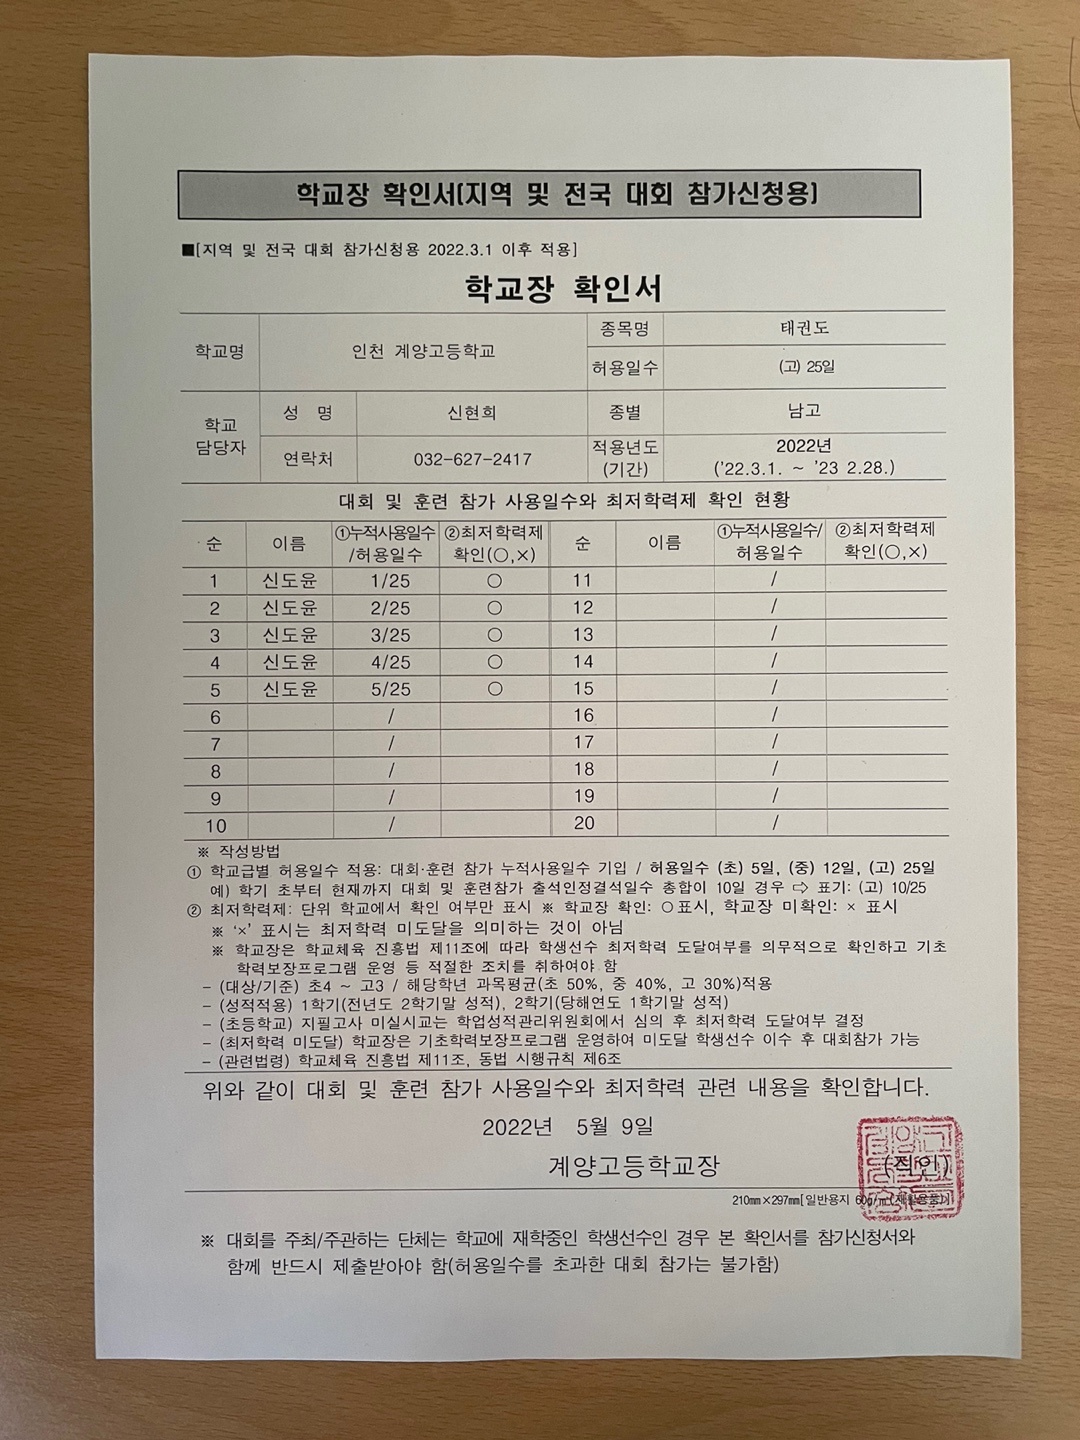 학교장 확인서(지역 및 전국 대회 참가신청용)
■[지역 및 전국 대회 참가신청용 2022.3.1 이후 적용]
학교장 확인서
학교명 인천 계양고등학교 종목명 태권도
허용일수 (고) 25일
학교 담당자 성 명 신현희 종별 남고
연락처 032-627-2417 적용년도 (기간) 2022년 ('22.3.1. ~ '23 2.28.)
대회 및 훈련 참가 사용일수와 최저학력제 확인 현황
순 이름 ①누적사용일수 /허용일수 ②최저학력제 확인(○,×) 순 이름 ①누적사용일수/ 허용일수 ②최저학력제 확인(○,×)
1 신도윤 1/25 ○ 11 /
2 신도윤 2/25 ○ 12 /
3 신도윤 3/25 ○ 13 /
4 신도윤 4/25 ○ 14 /
5 신도윤 5/25 ○ 15 /
6 / 16 /
7 / 17 /
8 / 18 /
9 / 19 /
10 / 20 /
※ 작성방법
① 학교급별 허용일수 적용: 대회·훈련 참가 누적사용일수 기입 / 허용일수 (초) 5일, (중) 12일, (고) 25일
예) 학기 초부터 현재까지 대회 및 훈련참가 출석인정결석일수 총합이 10일 경우 ⇨ 표기: (고) 10/25
② 최저학력제: 단위 학교에서 확인 여부만 표시 ※ 학교장 확인: ○표시, 학교장 미확인: × 표시
※ '×' 표시는 최저학력 미도달을 의미하는 것이 아님
※ 학교장은 학교체육 진흥법 제11조에 따라 학생선수 최저학력 도달여부를 의무적으로 확인하고 기초
학력보장프로그램 운영 등 적절한 조치를 취하여야 함
- (대상/기준) 초4 ~ 고3 / 해당학년 과목평균(초 50%, 중 40%, 고 30%)적용
- (성적적용) 1학기(전년도 2학기말 성적), 2학기(당해연도 1학기말 성적)
- (초등학교) 지필고사 미실시교는 학업성적관리위원회에서 심의 후 최저학력 도달여부 결정
- (최저학력 미도달) 학교장은 기초학력보장프로그램 운영하여 미도달 학생선수 이수 후 대회참가 가능
- (관련법령) 학교체육 진흥법 제11조, 동법 시행규칙 제6조
위와 같이 대회 및 훈련 참가 사용일수와 최저학력 관련 내용을 확인합니다.
2022년 5월 9일
계양고등학교장 (직인)
210㎜×297㎜[일반용지 60g/㎡(재활용품)]
※ 대회를 주최/주관하는 단체는 학교에 재학중인 학생선수인 경우 본 확인서를 참가신청서와
함께 반드시 제출받아야 함(허용일수를 초과한 대회 참가는 불가함)